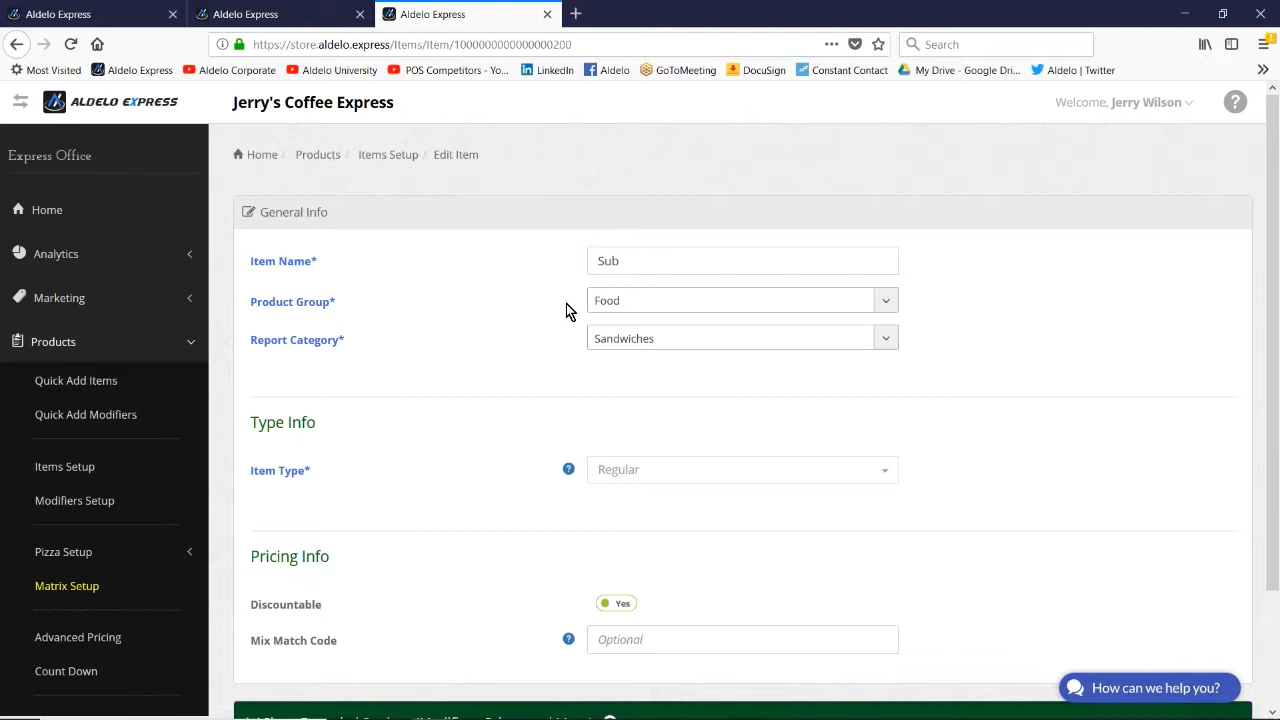 Aldelo Express
Aldelo Express
Aldelo Express
https://store.aldelo.express/Items/Item/
Search
Most Visited
Aldelo Express
Aldelo Corporate
Aldelo University
POS Competitors - Yo...
LinkedIn
Aldelo
GoToMeeting
DocuSign
Constant Contact
My Drive - Google Dri...
Aldelo | Twitter
ALDELO EXPRESS
Jerry's Coffee Express
Welcome, Jerry Wilson
Express Office
Home
Analytics
Marketing
Products
Quick Add Items
Quick Add Modifiers
Items Setup
Modifiers Setup
Pizza Setup
Matrix Setup
Advanced Pricing
Count Down
Home / Products / Items Setup / Edit Item
General Info
Item Name*
Sub
Product Group*
Food
Report Category*
Sandwiches
Type Info
Item Type*
Regular
Pricing Info
Discountable
Yes
Mix Match Code
Optional
How can we help you?